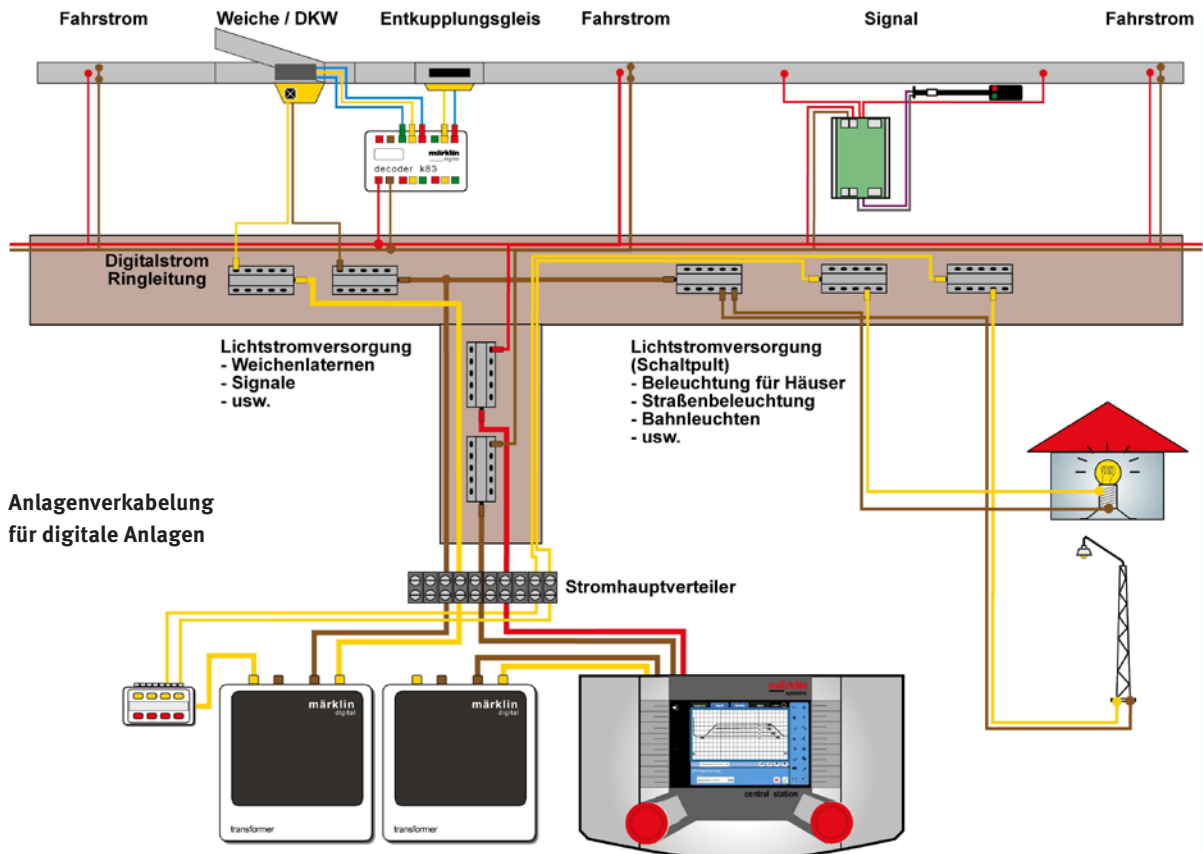 Fahrstrom
Weiche / DKW
Entkupplungsgleis
Fahrstrom
Signal
Fahrstrom
märklin
digital
decoder k83
Digitalstrom
Ringleitung
Lichtstromversorgung
- Weichenlaternen
- Signale
- usw.
Lichtstromversorgung
(Schaltpult)
- Beleuchtung für Häuser
- Straßenbeleuchtung
- Bahnleuchten
- usw.
Anlagenverkabelung
für digitale Anlagen
Stromhauptverteiler
märklin
digital
transformer
märklin
digital
transformer
märklin
systems
central station